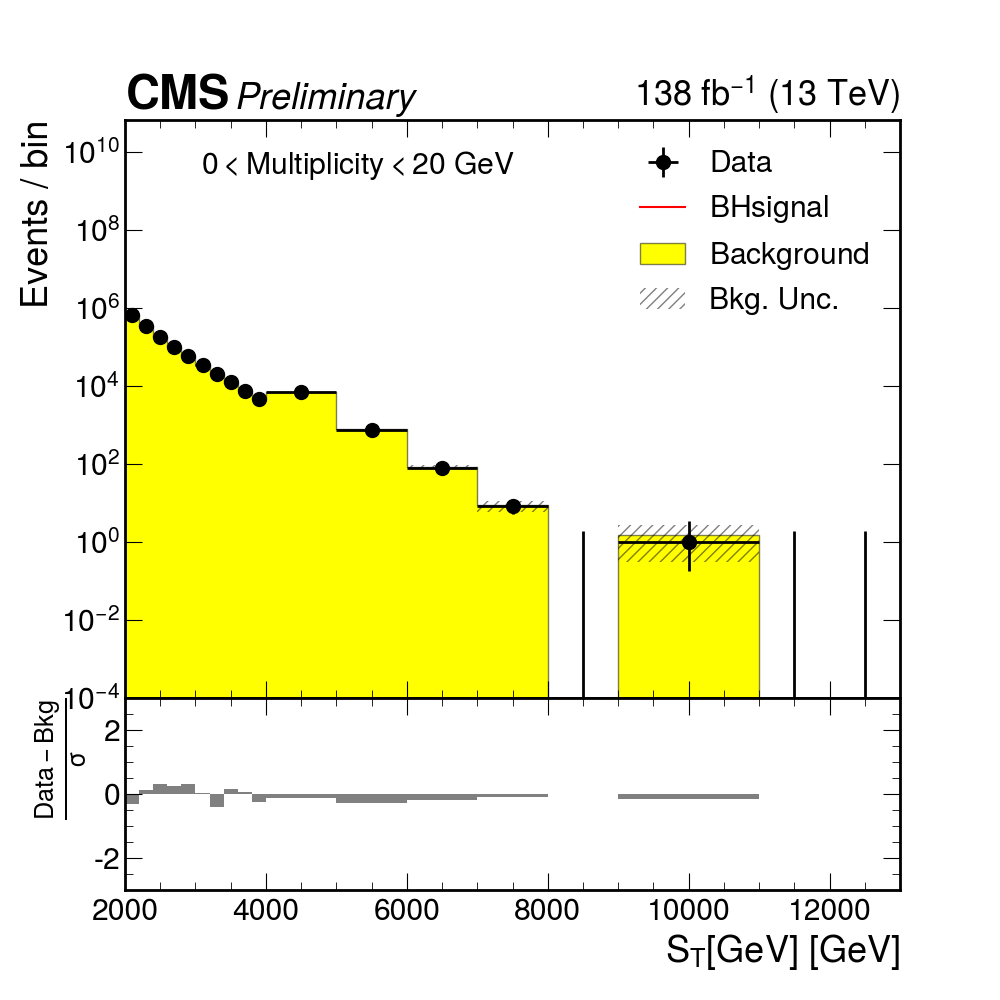 CMS Preliminary 138 fb⁻¹ (13 TeV)
Events / bin
0 < Multiplicity < 20 GeV
Data
BHsignal
Background
Bkg. Unc.
10¹⁰
10⁸
10⁶
10⁴
10²
10⁰
10⁻²
10⁻⁴
Data – Bkg
σ
2
0
-2
2000 4000 6000 8000 10000 12000
S_T[GeV] [GeV]